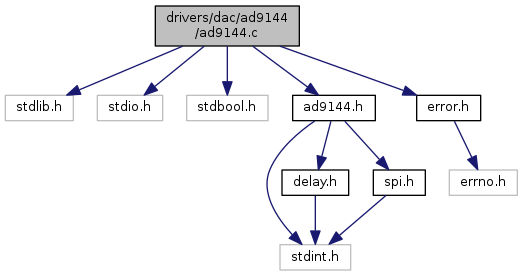 drivers/dac/ad9144
/ad9144.c
stdlib.h
stdio.h
stdbool.h
ad9144.h
error.h
delay.h
spi.h
errno.h
stdint.h